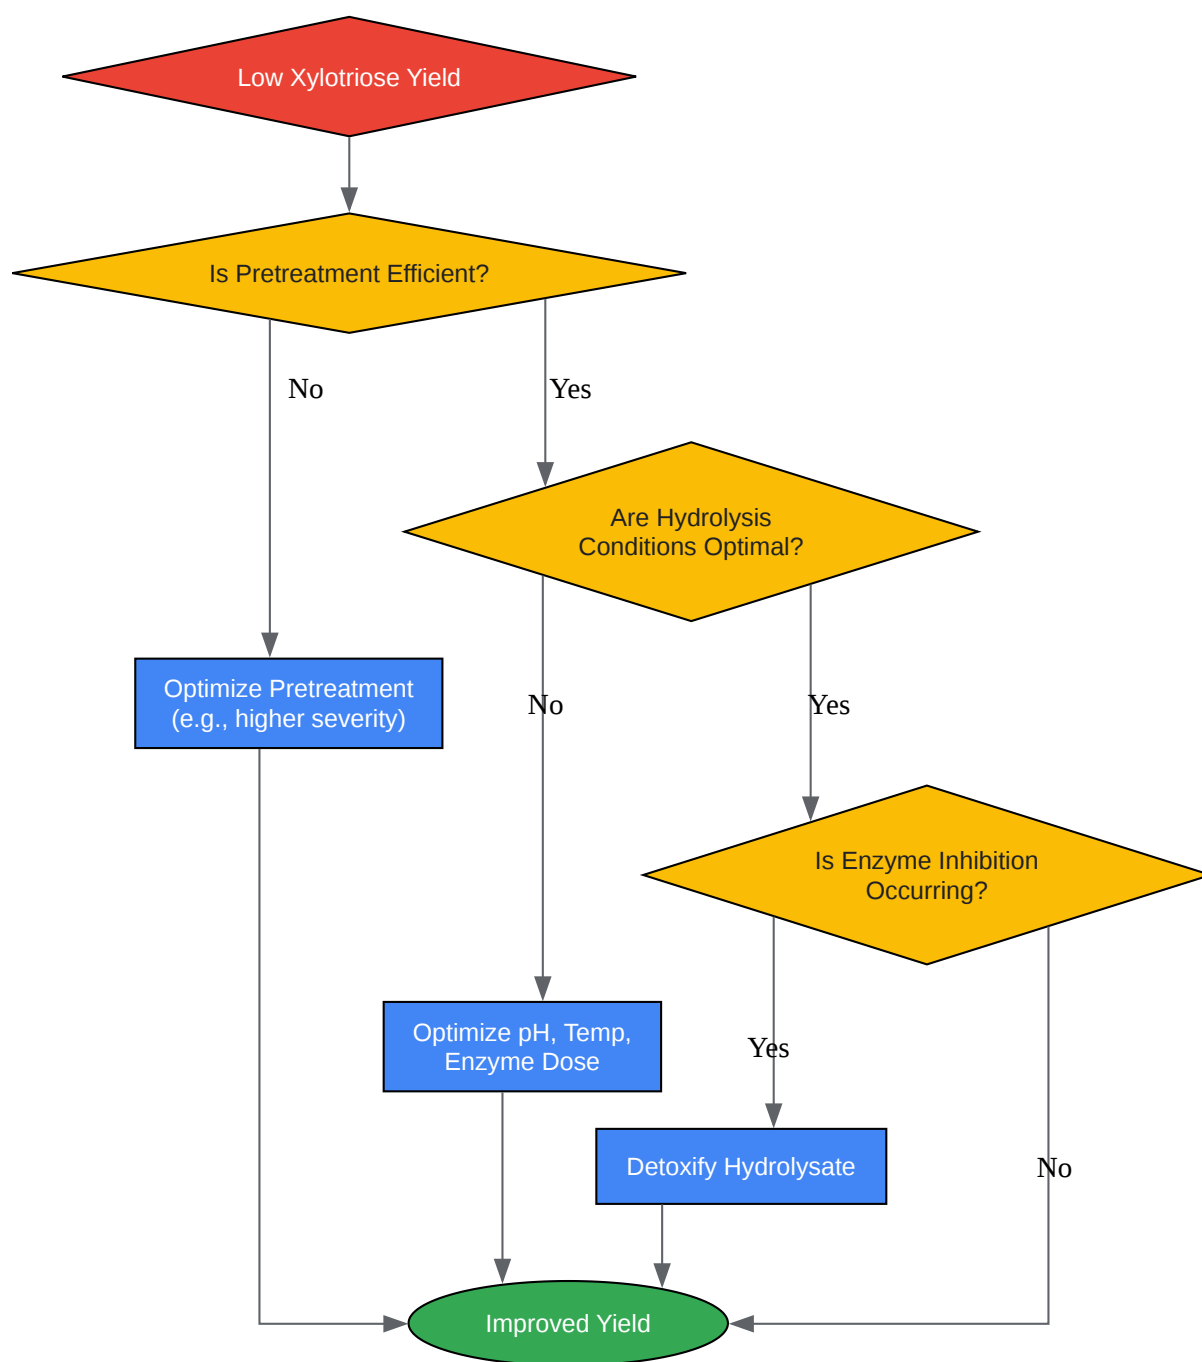 Low Xylotriose Yield
Is Pretreatment Efficient?
No
Yes
Are Hydrolysis
Conditions Optimal?
Optimize Pretreatment
(e.g., higher severity)
No
Yes
Is Enzyme Inhibition
Occurring?
Optimize pH, Temp,
Enzyme Dose
Yes
Detoxify Hydrolysate
No
Improved Yield